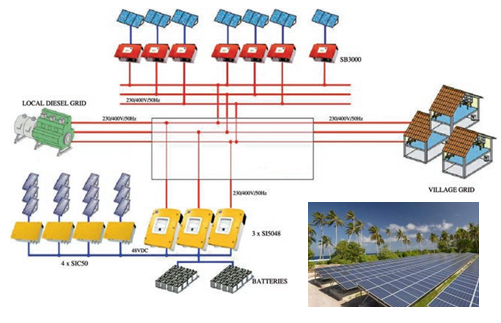 SB3000
230/400V/50Hz
LOCAL DIESEL GRID
230/400V/50Hz
230/400V/50Hz
VILLAGE GRID
230/400V/50Hz
3 x SI5048
48VDC
4 x SIC50
BATTERIES